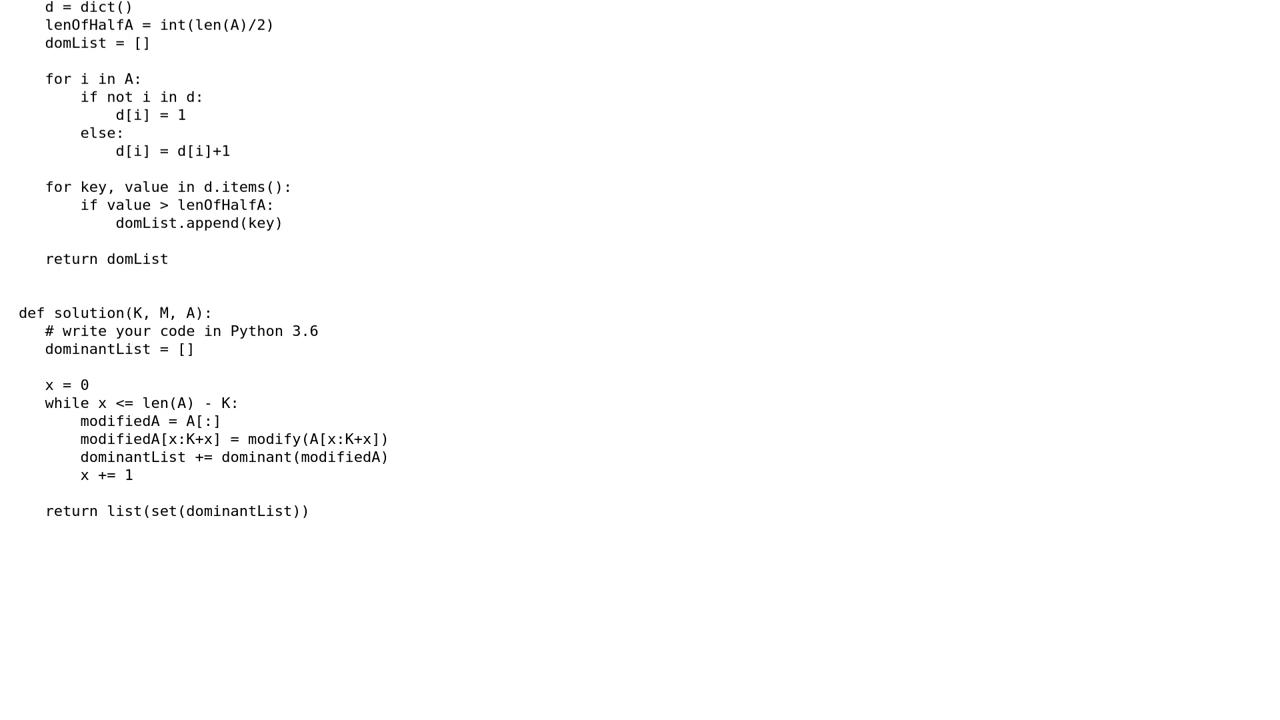 d = dict()
lenOfHalfA = int(len(A)/2)
domList = []
for i in A:
if not i in d:
d[i] = 1
else:
d[i] = d[i]+1
for key, value in d.items():
if value > lenOfHalfA:
domList.append(key)
return domList
def solution(K, M, A):
# write your code in Python 3.6
dominantList = []
x = 0
while x <= len(A) - K:
modifiedA = A[:]
modifiedA[x:K+x] = modify(A[x:K+x])
dominantList += dominant(modifiedA)
x += 1
return list(set(dominantList))